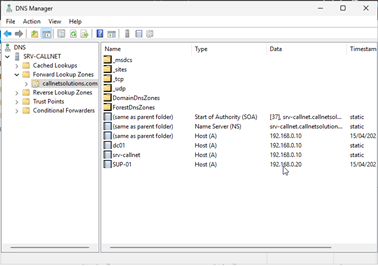 DNS Manager
File Action View Help
DNS
SRV-CALLNET
Cached Lookups
Forward Lookup Zones
callnetsolutions.com
Reverse Lookup Zones
Trust Points
Conditional Forwarders
Name Type Data Timestam
_msdcs
_sites
_tcp
_udp
DomainDnsZones
ForestDnsZones
(same as parent folder) Start of Authority (SOA) [37], srv-callnet.callnetsol... static
(same as parent folder) Name Server (NS) srv-callnet.callnetsolution... static
(same as parent folder) Host (A) 192.168.0.10 15/04/202
dc01 Host (A) 192.168.0.10 static
srv-callnet Host (A) 192.168.0.10 static
SUP-01 Host (A) 192.168.0.20 15/04/202